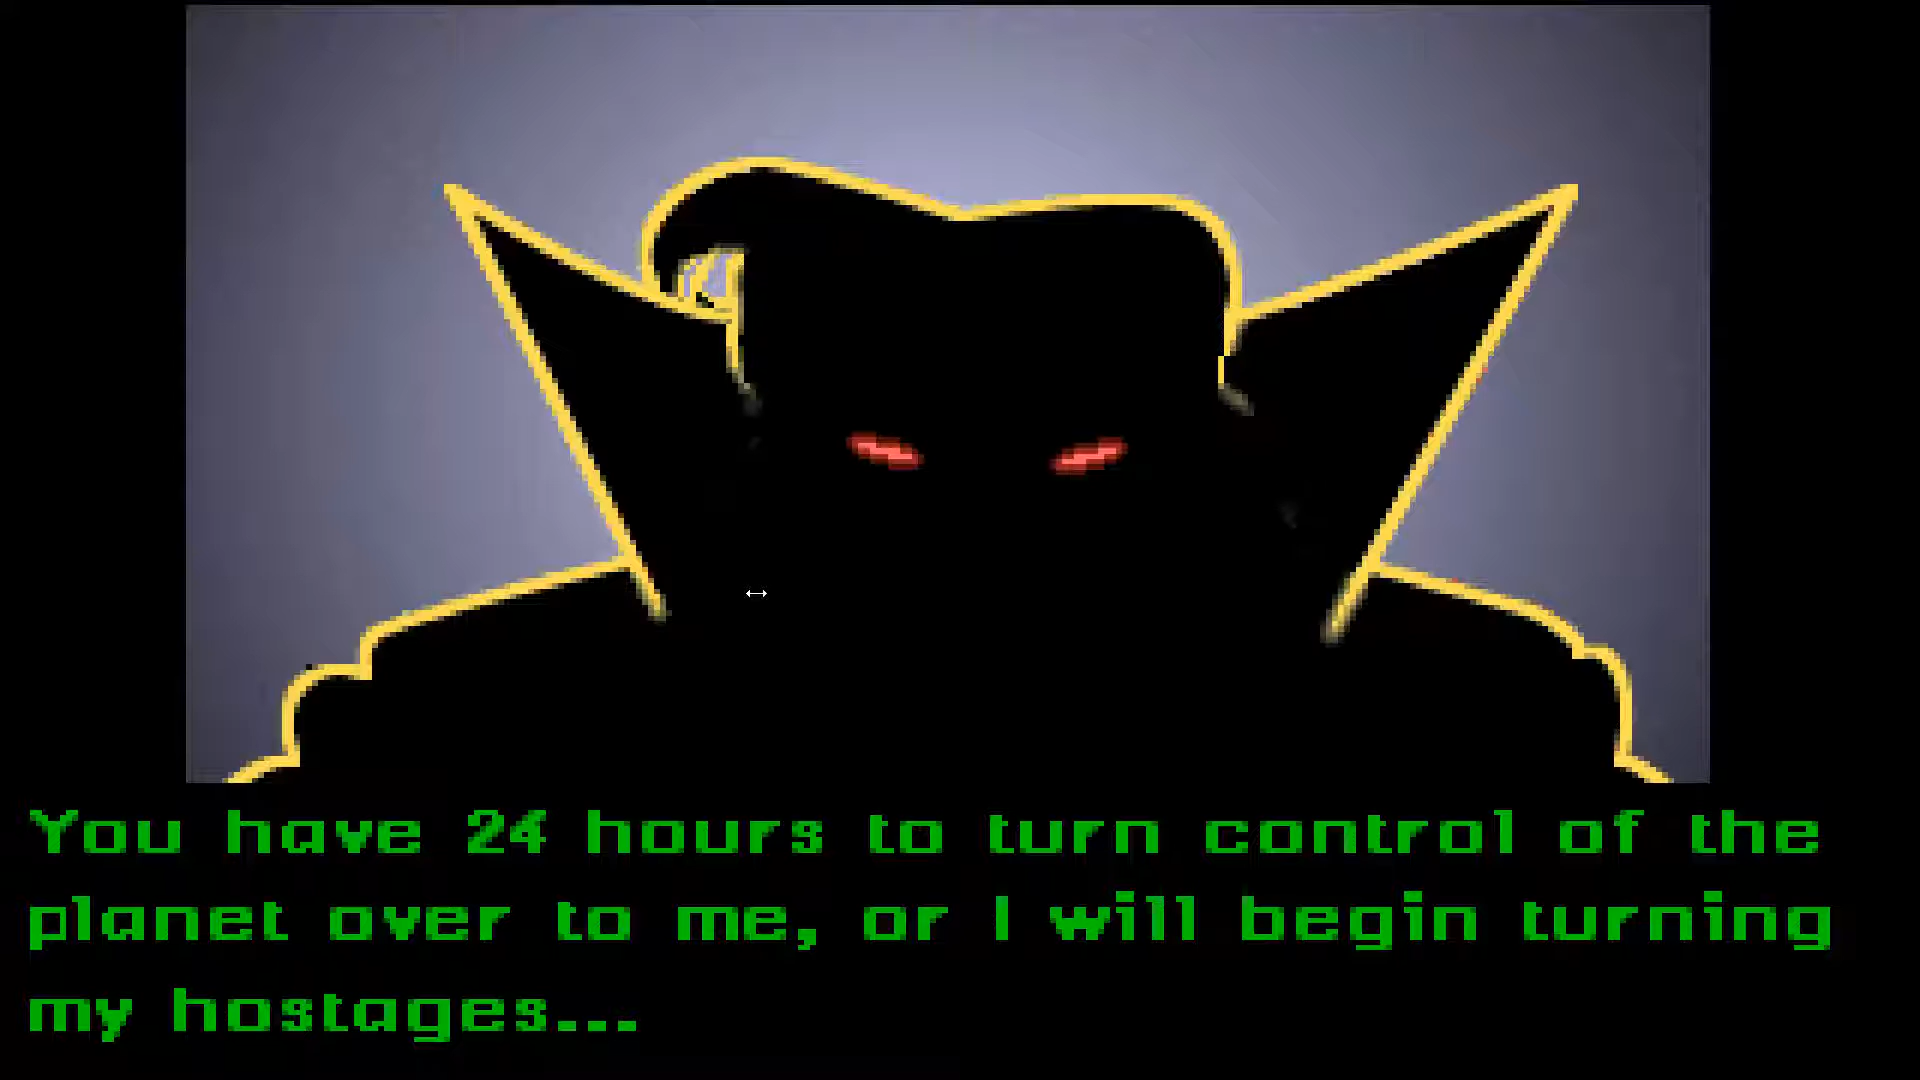 You have 24 hours to turn control of the
planet over to me, or I will begin turning
my hostages...